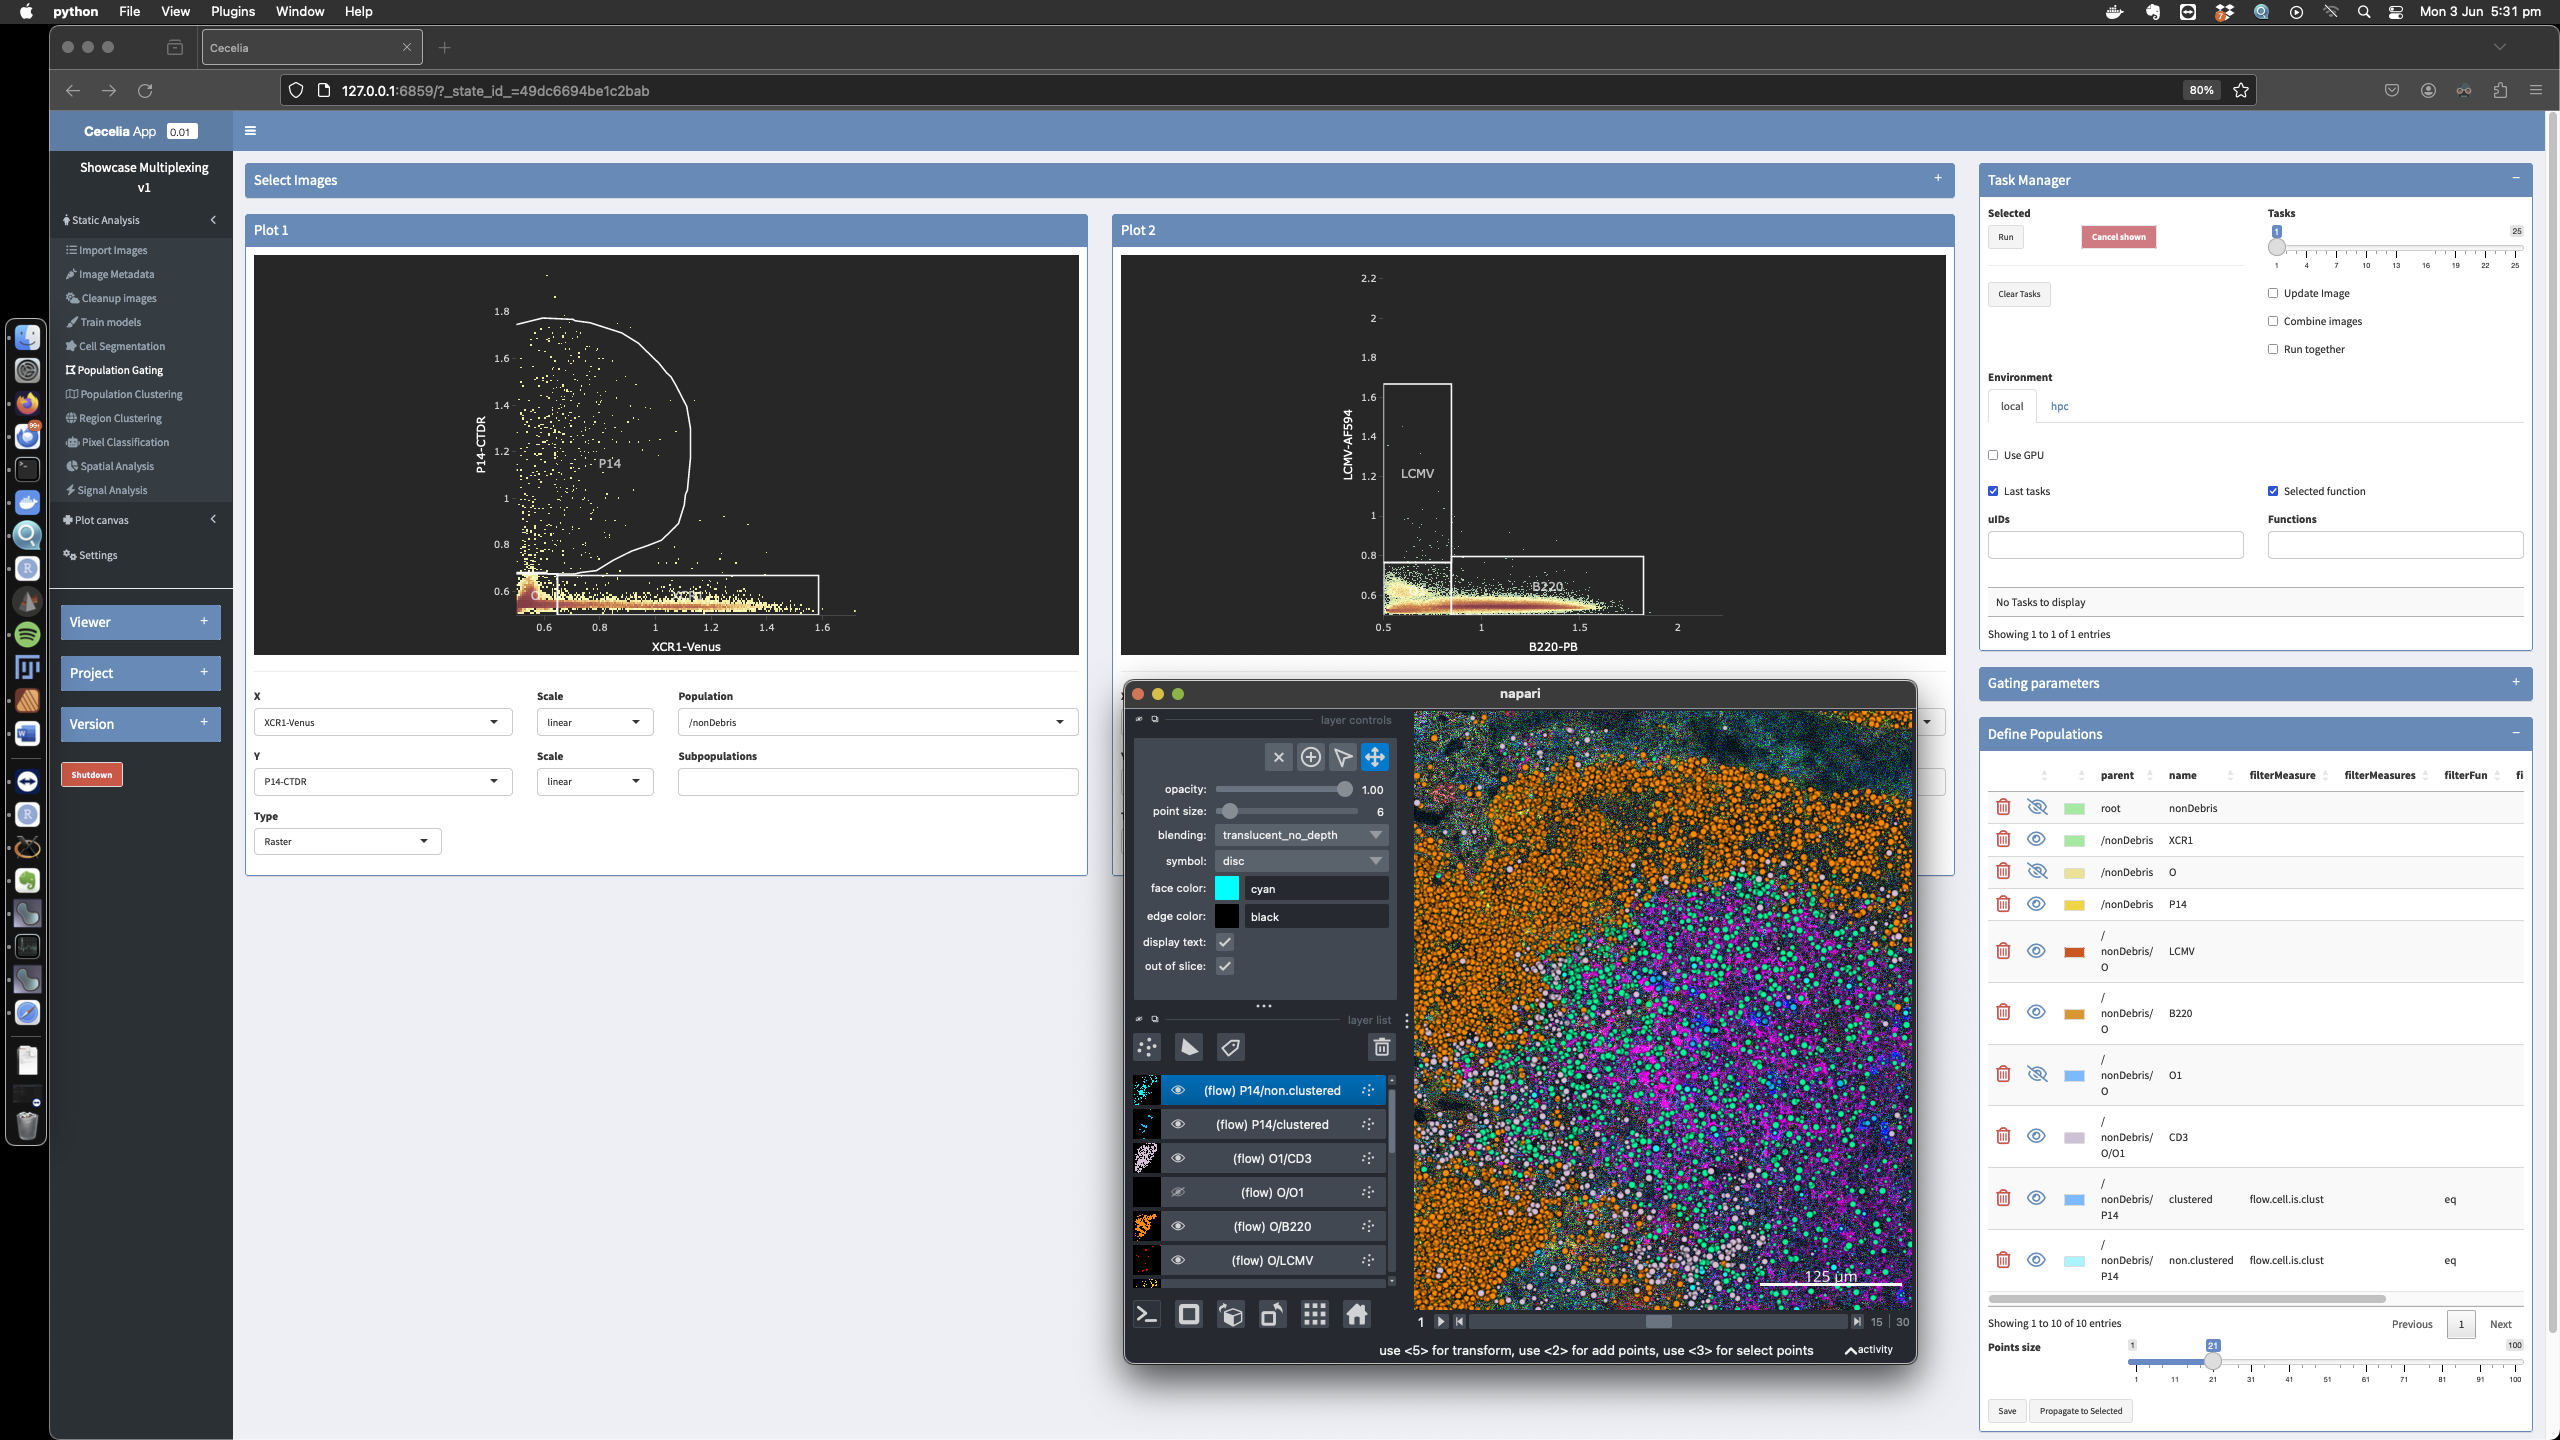 python File View Plugins Window Help
Mon 3 Jun 5:31 pm
Cecelia
127.0.0.1:6859/?_state_id_=49dc6694be1c2bab
80%
Cecelia App 0.01
Showcase Multiplexing
v1
Static Analysis
Import Images
Image Metadata
Cleanup images
Train models
Cell Segmentation
Population Gating
Population Clustering
Region Clustering
Pixel Classification
Spatial Analysis
Signal Analysis
Plot canvas
Settings
Viewer
Project
Version
Shutdown
Select Images
Plot 1
1.8
1.6
1.4
1.2
1
0.8
0.6
P14-CTDR
P14
0.6 0.8 1 1.2 1.4 1.6
XCR1-Venus
X Scale Population
XCR1-Venus linear /nonDebris
Y Scale Subpopulations
P14-CTDR linear
Type
Raster
Plot 2
2.2
2
1.8
1.6
1.4
1.2
1
0.8
0.6
LCMV-AF594
LCMV
B220
0.5 1 1.5 2
B220-PB
napari
layer controls
opacity: 1.00
point size: 6
blending: translucent_no_depth
symbol: disc
face color: cyan
edge color: black
display text:
out of slice:
layer list
(flow) P14/non.clustered
(flow) P14/clustered
(flow) O1/CD3
(flow) O/O1
(flow) O/B220
(flow) O/LCMV
125 µm
1 15 30
use <5> for transform, use <2> for add points, use <3> for select points activity
Task Manager
Selected Tasks
Run Cancel shown
1 25
1 4 7 10 13 16 19 22 25
Clear Tasks
Update Image
Combine images
Run together
Environment
local hpc
Use GPU
Last tasks Selected function
uIDs Functions
No Tasks to display
Showing 1 to 1 of 1 entries
Gating parameters
Define Populations
parent name filterMeasure filterMeasures filterFun fi
root nonDebris
/nonDebris XCR1
/nonDebris O
/nonDebris P14
/
nonDebris/ LCMV
O
/
nonDebris/ B220
O
/
nonDebris/ O1
O
/
nonDebris/ CD3
O/O1
/
nonDebris/ clustered flow.cell.is.clust eq
P14
/
nonDebris/ non.clustered flow.cell.is.clust eq
P14
Showing 1 to 10 of 10 entries Previous 1 Next
Points size
1 21 100
1 11 21 31 41 51 61 71 81 91 100
Save Propagate to Selected